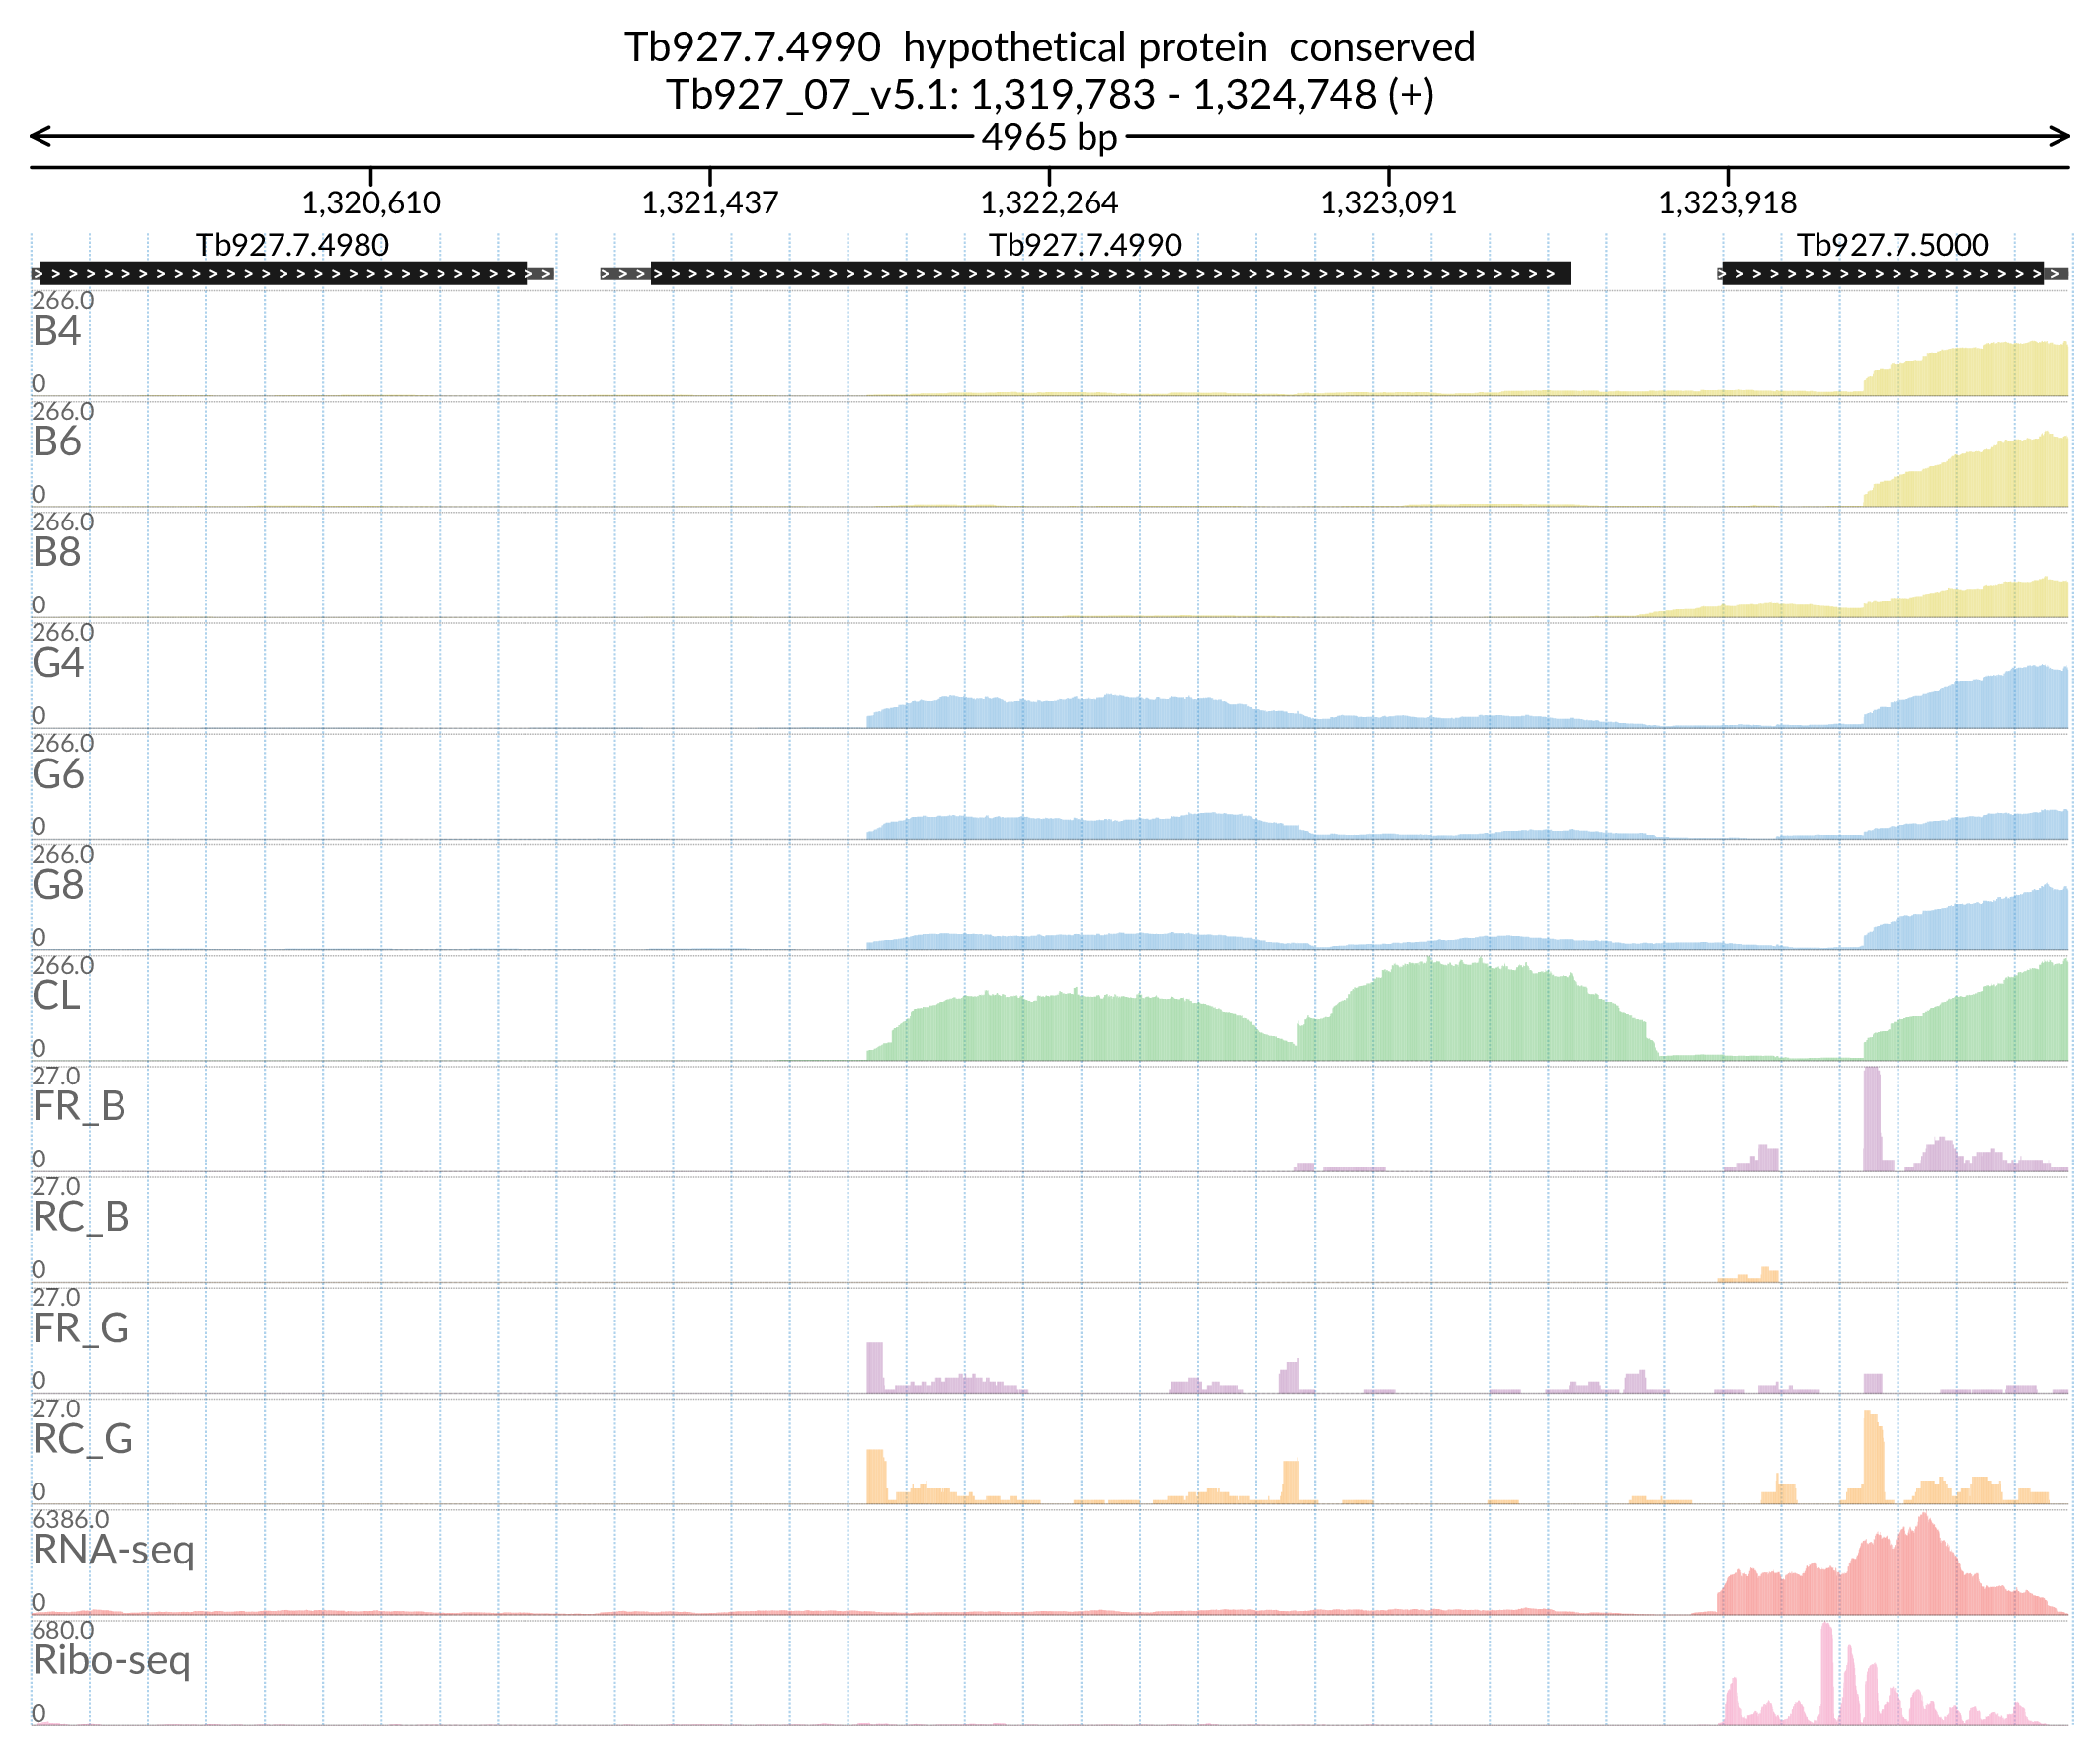 Tb927.7.4990 hypothetical protein conserved
Tb927_07_v5.1: 1,319,783 - 1,324,748 (+)
4965 bp
1,320,610 1,321,437 1,322,264 1,323,091 1,323,918
Tb927.7.4980 Tb927.7.4990 Tb927.7.5000
266.0
B4
0
266.0
B6
0
266.0
B8
0
266.0
G4
0
266.0
G6
0
266.0
G8
0
266.0
CL
0
27.0
FR_B
0
27.0
RC_B
0
27.0
FR_G
0
27.0
RC_G
0
6386.0
RNA-seq
0
680.0
Ribo-seq
0